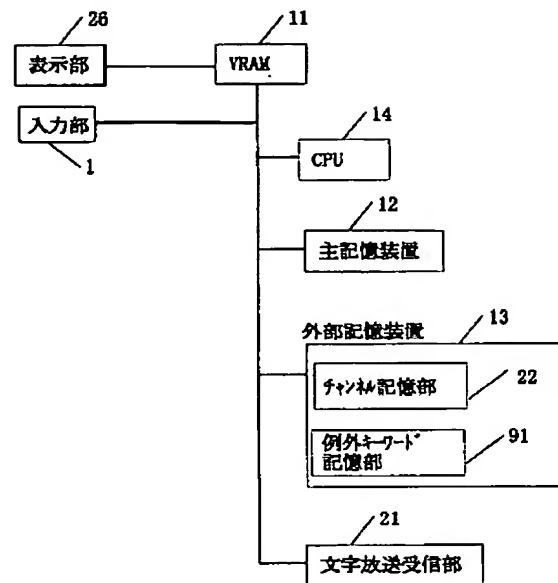 26
11
表示部
VRAM
入力部
1
14
CPU
12
主記憶装置
外部記憶装置
13
チャンネル記憶部
22
例外キーワード
記憶部
91
21
文字放送受信部